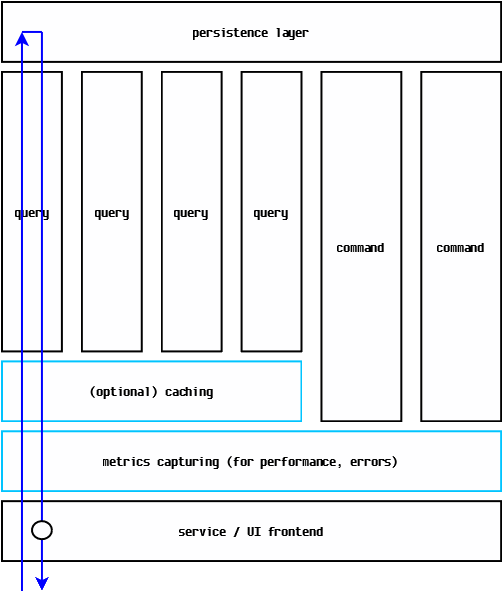 persistence layer
query
query
query
query
command
command
(optional) caching
metrics capturing (for performance, errors)
service / UI frontend